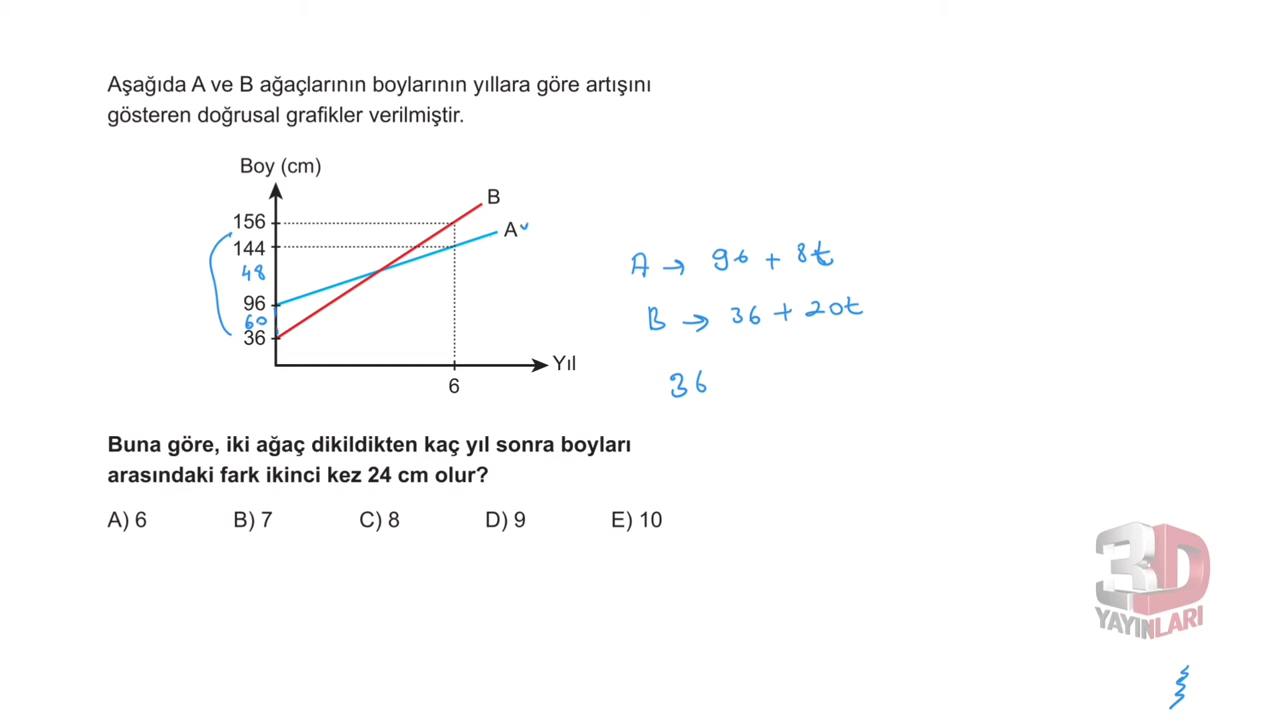 Aşağıda A ve B ağaçlarının boylarının yıllara göre artışını
gösteren doğrusal grafikler verilmiştir.
Boy (cm)
156
144
48
96
60
36
B
A
Yıl
6
A → 96 + 8t
B → 36 + 20t
36
Buna göre, iki ağaç dikildikten kaç yıl sonra boyları
arasındaki fark ikinci kez 24 cm olur?
A) 6 B) 7 C) 8 D) 9 E) 10
3D
YAYINLARI